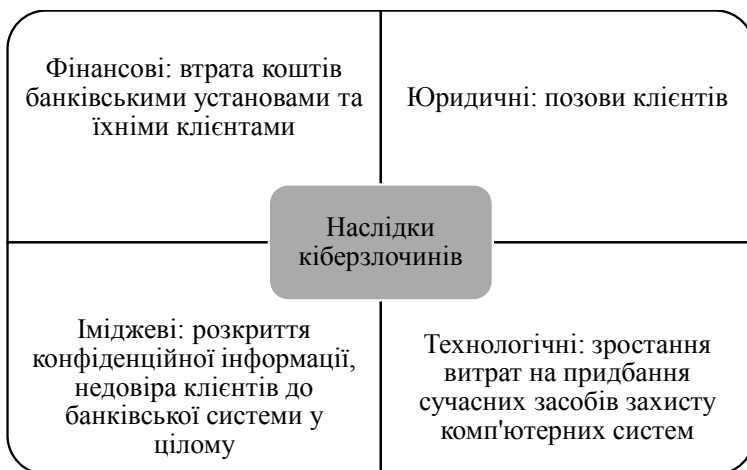 Фінансові: втрата коштів
банківськими установами та
їхніми клієнтами
Юридичні: позови клієнтів
Наслідки
кіберзлочинів
Іміджеві: розкриття
конфіденційної інформації,
недовіра клієнтів до
банківської системи у
цілому
Технологічні: зростання
витрат на придбання
сучасних засобів захисту
комп'ютерних систем